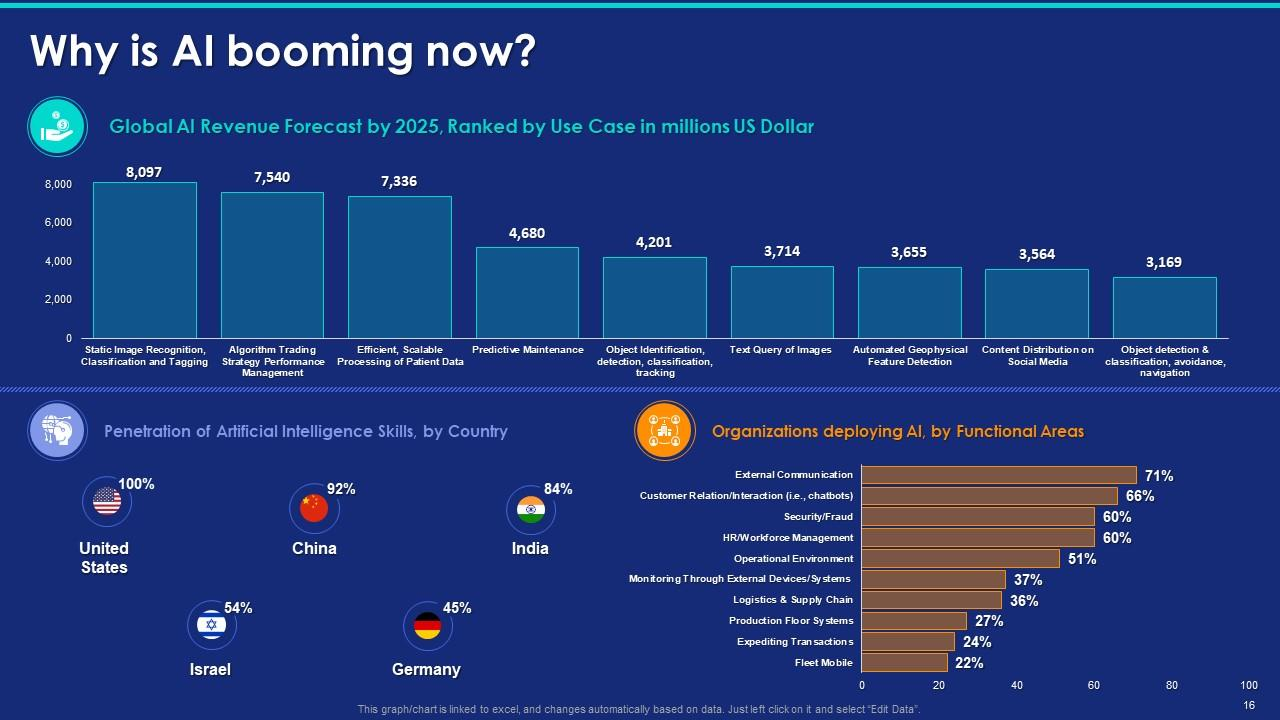 Why is AI booming now?
Global AI Revenue Forecast by 2025, Ranked by Use Case in millions US Dollar
8,000
6,000
4,000
2,000
0
8,097
7,540
7,336
4,680
4,201
3,714
3,655
3,564
3,169
Static Image Recognition,
Classification and Tagging
Algorithm Trading
Strategy Performance
Management
Efficient, Scalable
Processing of Patient Data
Predictive Maintenance
Object Identification,
detection, classification,
tracking
Text Query of Images
Automated Geophysical
Feature Detection
Content Distribution on
Social Media
Object detection &
classification, avoidance,
navigation
Penetration of Artificial Intelligence Skills, by Country
100%
United
States
92%
China
84%
India
54%
Israel
45%
Germany
Organizations deploying AI, by Functional Areas
External Communication 71%
Customer Relation/Interaction (i.e., chatbots) 66%
Security/Fraud 60%
HR/Workforce Management 60%
Operational Environment 51%
Monitoring Through External Devices/Systems 37%
Logistics & Supply Chain 36%
Production Floor Systems 27%
Expediting Transactions 24%
Fleet Mobile 22%
0 20 40 60 80 100
This graph/chart is linked to excel, and changes automatically based on data. Just left click on it and select “Edit Data”.
16